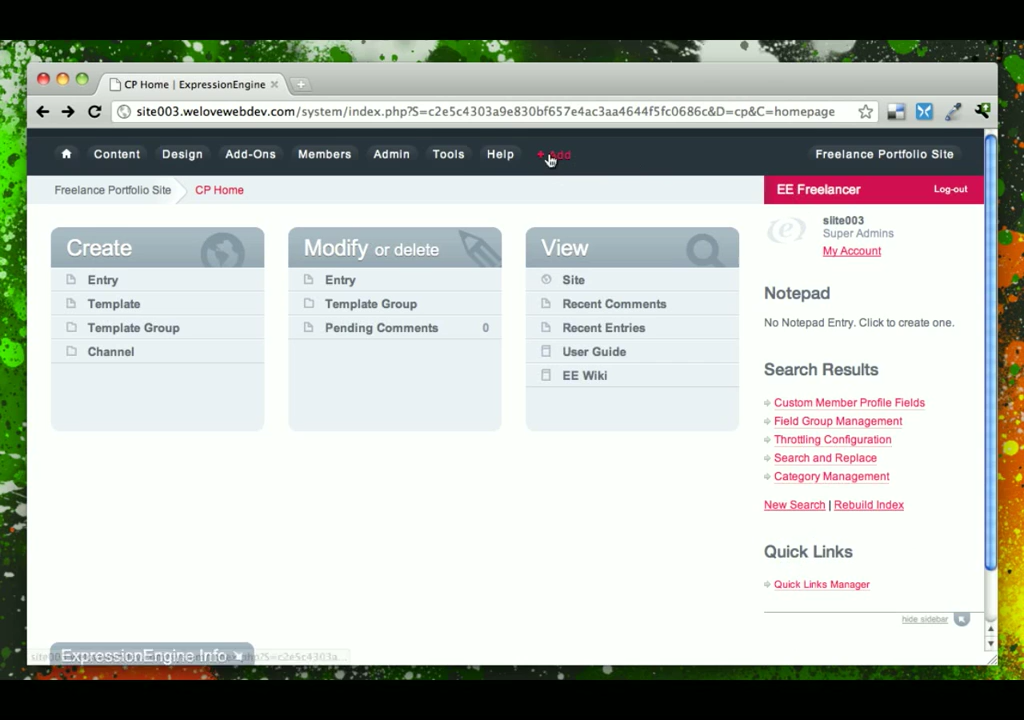 CP Home | ExpressionEngine
site003.welovewebdev.com/system/index.php?S=c2e5c4303a9e830bf657e4ac3aa4644f5fc0686c&D=cp&C=homepage
Content Design Add-Ons Members Admin Tools Help + Add Freelance Portfolio Site
Freelance Portfolio Site CP Home EE Freelancer Log-out
siite003
Super Admins
My Account
Create Modify or delete View
Entry Entry Site
Template Template Group Recent Comments
Template Group Pending Comments 0 Recent Entries
Channel User Guide
EE Wiki
Notepad
No Notepad Entry. Click to create one.
Search Results
Custom Member Profile Fields
Field Group Management
Throttling Configuration
Search and Replace
Category Management
New Search | Rebuild Index
Quick Links
Quick Links Manager
hide sidebar
ExpressionEngine Info